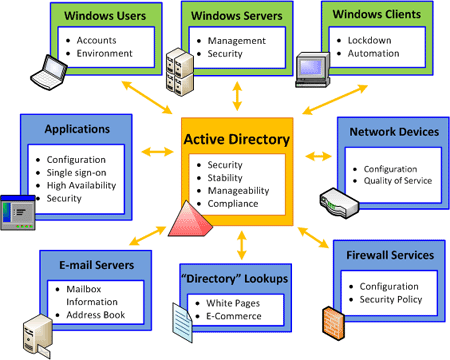 Windows Users
• Accounts
• Environment
Windows Servers
• Management
• Security
Windows Clients
• Lockdown
• Automation
Applications
• Configuration
• Single sign-on
• High Availability
• Security
Active Directory
• Security
• Stability
• Manageability
• Compliance
Network Devices
• Configuration
• Quality of Service
E-mail Servers
• Mailbox
Information
• Address Book
“Directory” Lookups
• White Pages
• E-Commerce
Firewall Services
• Configuration
• Security Policy